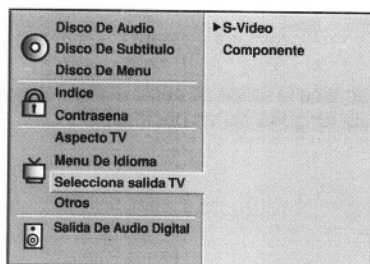 Disco De Audio
Disco De Subtitulo
Disco De Menu
Indice
Contrasena
Aspecto TV
Menu De Idioma
Selecciona salida TV
Otros
Salida De Audio Digital
▶S-Video
Componente